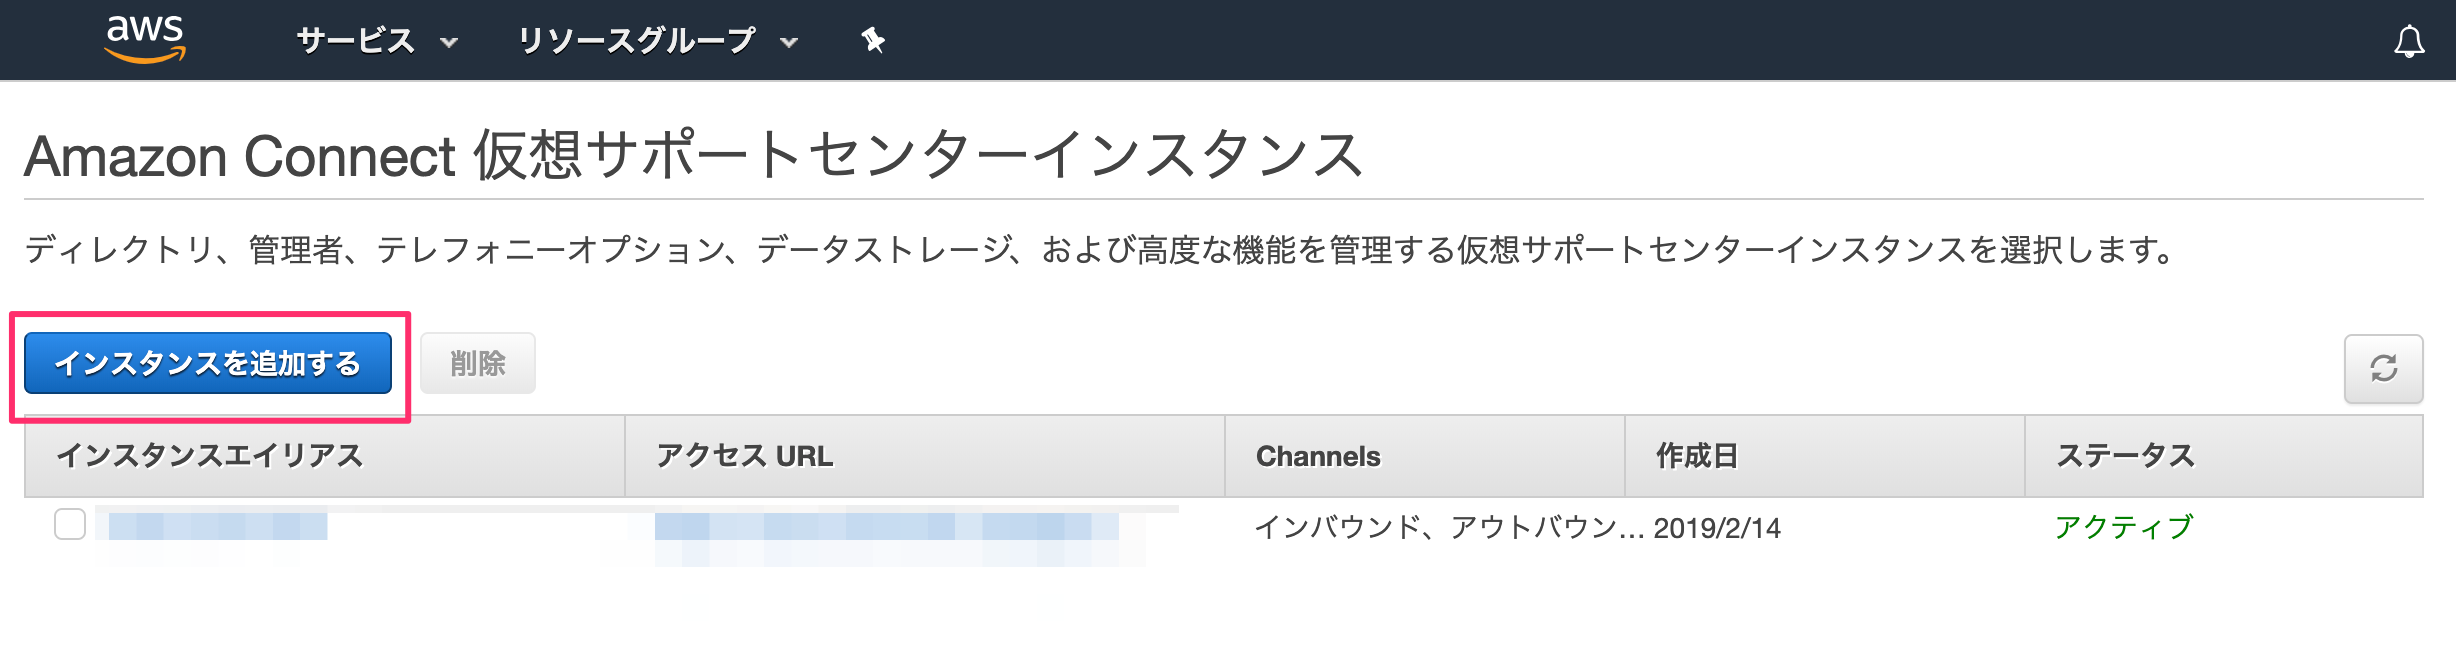 aws サービス リソースグループ
Amazon Connect 仮想サポートセンターインスタンス
ディレクトリ、管理者、テレフォニーオプション、データストレージ、および高度な機能を管理する仮想サポートセンターインスタンスを選択します。
インスタンスを追加する 削除
インスタンスエイリアス アクセス URL Channels 作成日 ステータス
インバウンド、アウトバウン... 2019/2/14 アクティブ